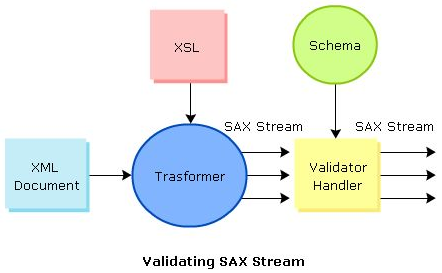 XSL
Schema
SAX Stream
SAX Stream
XML
Document
Trasformer
Validator
Handler
Validating SAX Stream